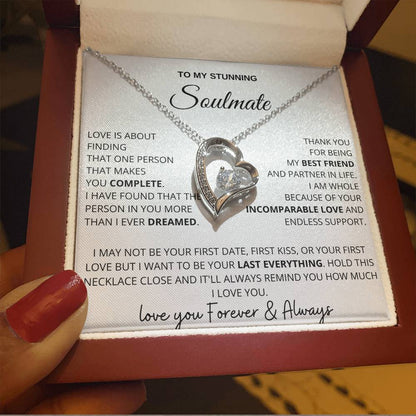 TO MY STUNNING
Soulmate
LOVE IS ABOUT
FINDING
THAT ONE PERSON
THAT MAKES
YOU COMPLETE.
I HAVE FOUND THAT
PERSON IN YOU MORE
THAN I EVER DREAMED.
THANK YOU
FOR BEING
MY BEST FRIEND
AND PARTNER IN LIFE.
I AM WHOLE
BECAUSE OF YOUR
INCOMPARABLE LOVE AND
ENDLESS SUPPORT.
I MAY NOT BE YOUR FIRST DATE, FIRST KISS, OR YOUR FIRST
LOVE BUT I WANT TO BE YOUR LAST EVERYTHING. HOLD THIS
NECKLACE CLOSE AND IT'LL ALWAYS REMIND YOU HOW MUCH
I LOVE YOU.
love you Forever & Always